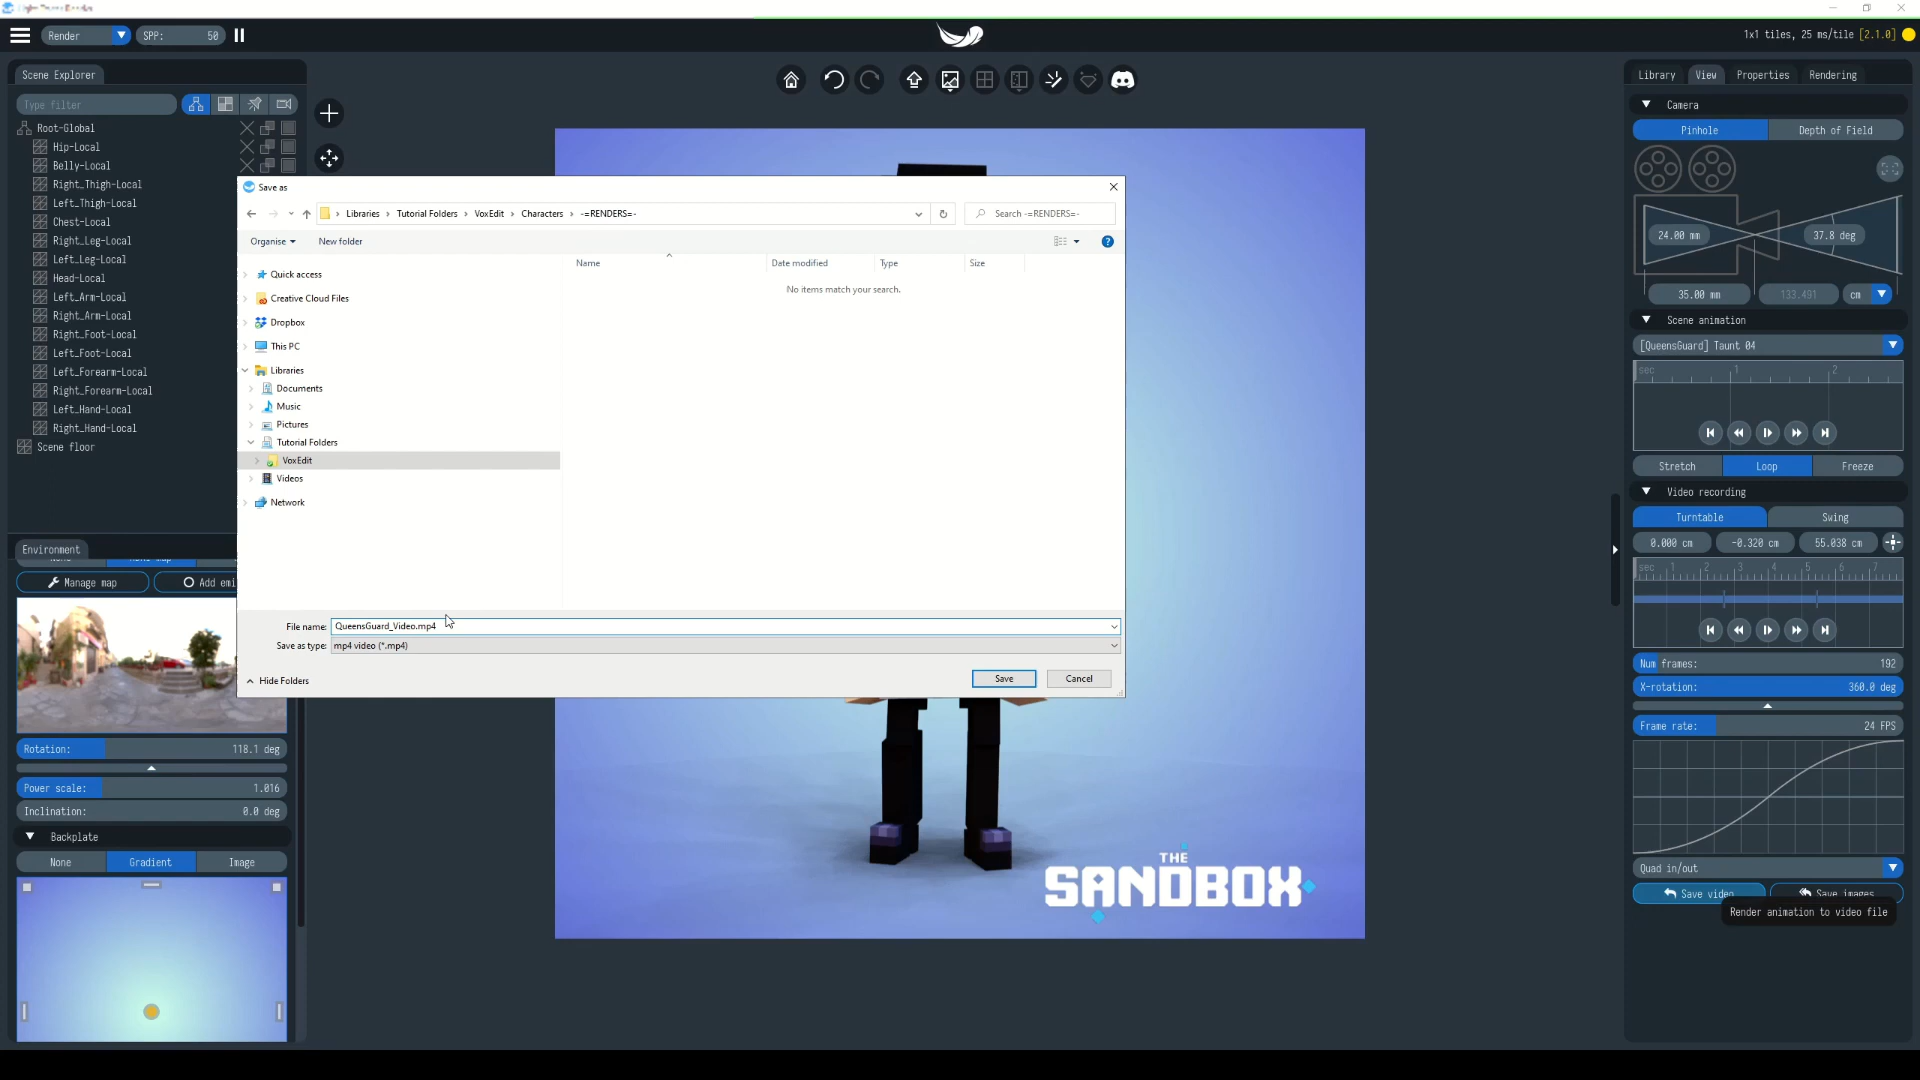 Render
SPP: 50
1x1 tiles, 25 ms/tile [2.1.0]
Scene Explorer
Type filter
Root-Global
Hip-Local
Belly-Local
Right_Thigh-Local
Left_Thigh-Local
Chest-Local
Right_Leg-Local
Left_Leg-Local
Head-Local
Left_Arm-Local
Right_Arm-Local
Right_Foot-Local
Left_Foot-Local
Left_Forearm-Local
Right_Forearm-Local
Left_Hand-Local
Right_Hand-Local
Scene floor
Environment
Manage map
Add emi
Rotation: 118.1 deg
Power scale: 1.016
Inclination: 0.0 deg
Backplate
None Gradient Image
Save as
Libraries › Tutorial Folders › VoxEdit › Characters › -=RENDERS=-
Search -=RENDERS=-
Organise
New folder
Name Date modified Type Size
No items match your search.
Quick access
Creative Cloud Files
Dropbox
This PC
Libraries
Documents
Music
Pictures
Tutorial Folders
VoxEdit
Videos
Network
File name: QueensGuard_Video.mp4
Save as type: mp4 video (*.mp4)
Hide Folders
Save
Cancel
THE
SANDBOX
Library View Properties Rendering
Camera
Pinhole Depth of Field
24.00 mm 37.8 deg
35.00 mm 133.491 cm
Scene animation
[QueensGuard] Taunt 04
sec 1 2
Stretch Loop Freeze
Video recording
Turntable Swing
0.000 cm -0.320 cm 55.038 cm
sec 1 2 3 4 5 6 7
Num frames: 192
X-rotation: 360.0 deg
Frame rate: 24 FPS
Quad in/out
Save video Save images
Render animation to video file